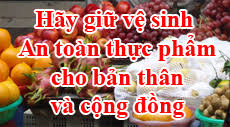 Hãy giữ vệ sinh
An toàn thực phẩm
cho bản thân
và cộng đồng